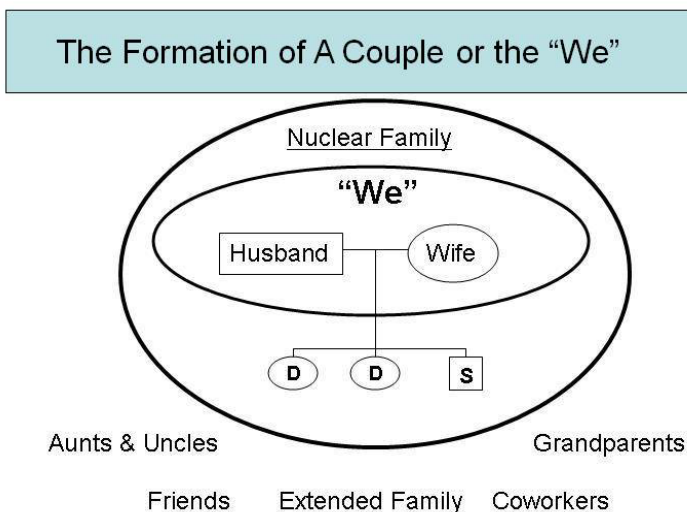 The Formation of A Couple or the “We”
Nuclear Family
“We”
Husband Wife
D D S
Aunts & Uncles Grandparents
Friends Extended Family Coworkers